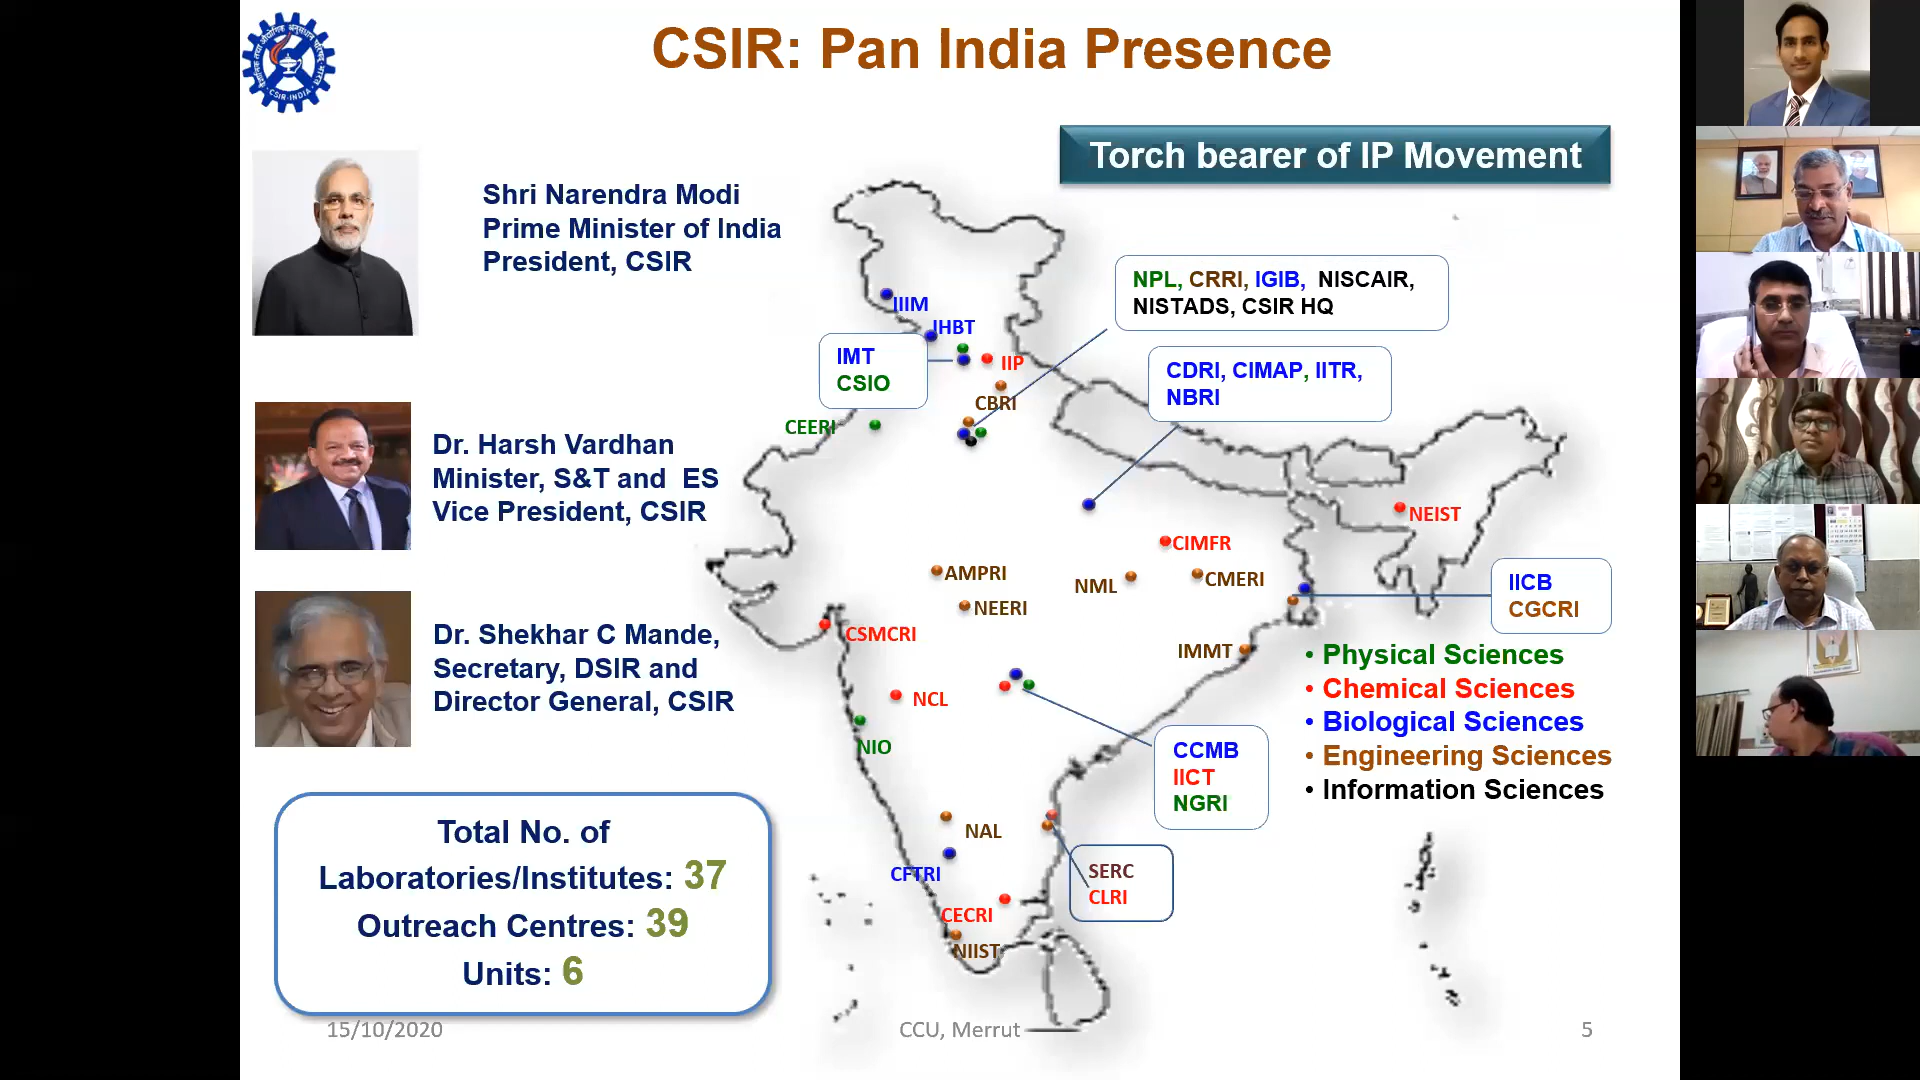 CSIR: Pan India Presence
CSIR-INDIA
Torch bearer of IP Movement
Shri Narendra Modi
Prime Minister of India
President, CSIR
Dr. Harsh Vardhan
Minister, S&T and ES
Vice President, CSIR
Dr. Shekhar C Mande,
Secretary, DSIR and
Director General, CSIR
NPL, CRRI, IGIB, NISCAIR,
NISTADS, CSIR HQ
IIIM
IHBT
IMT
CSIO
IIP
CBRI
CEERI
CDRI, CIMAP, IITR,
NBRI
NEIST
CIMFR
AMPRI
NML
CMERI
NEERI
IICB
CGCRI
CSMCRI
IMMT
NCL
NIO
CCMB
IICT
NGRI
• Physical Sciences
• Chemical Sciences
• Biological Sciences
• Engineering Sciences
• Information Sciences
NAL
CFTRI
SERC
CLRI
CECRI
NIIST
Total No. of
Laboratories/Institutes: 37
Outreach Centres: 39
Units: 6
15/10/2020
CCU, Merrut
5